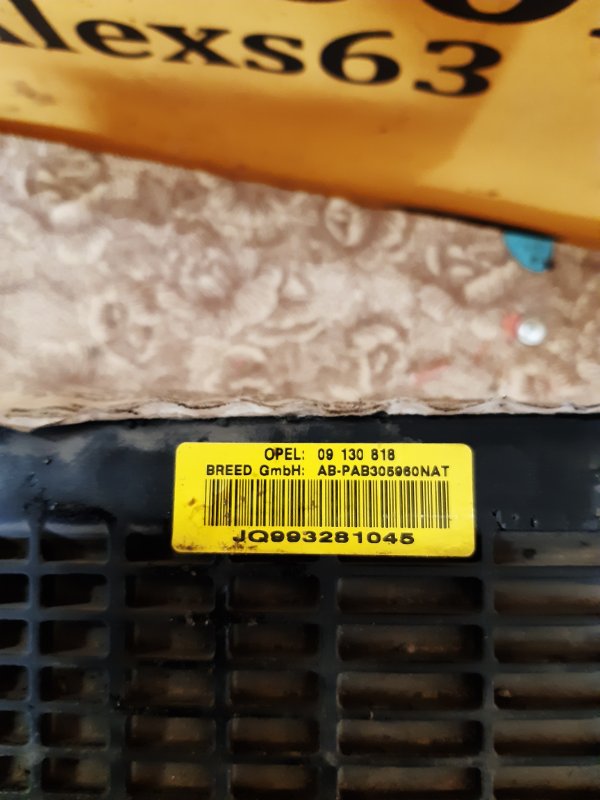 Alexs63
OPEL: 09 130 818
BREED GmbH: AB-PAB305960NAT
JQ993281045